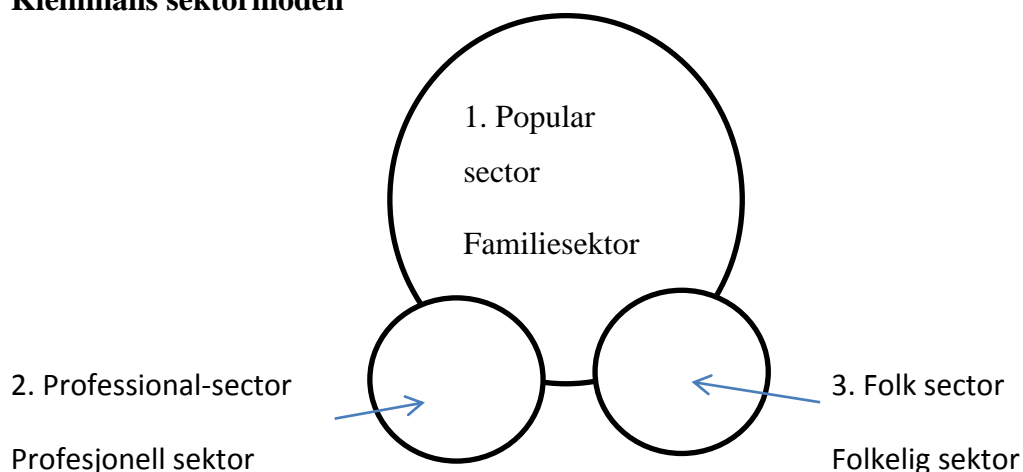 Kleinmans sektormodell
1. Popular
sector
Familiesektor
2. Professional-sector
Profesjonell sektor
3. Folk sector
Folkelig sektor